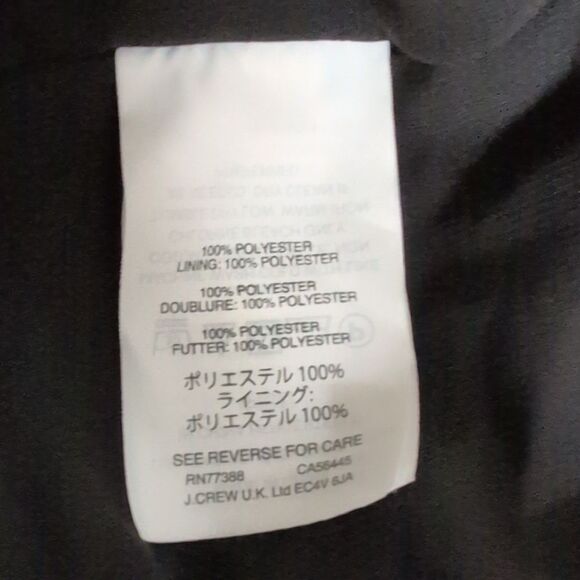 100% POLYESTER
LINING: 100% POLYESTER
100% POLYESTER
DOUBLURE: 100% POLYESTER
100% POLYESTER
FUTTER: 100% POLYESTER
ポリエステル 100%
ライニング:
ポリエステル 100%
SEE REVERSE FOR CARE
RN77388 CA56445
J.CREW U.K. Ltd EC4V 6JA